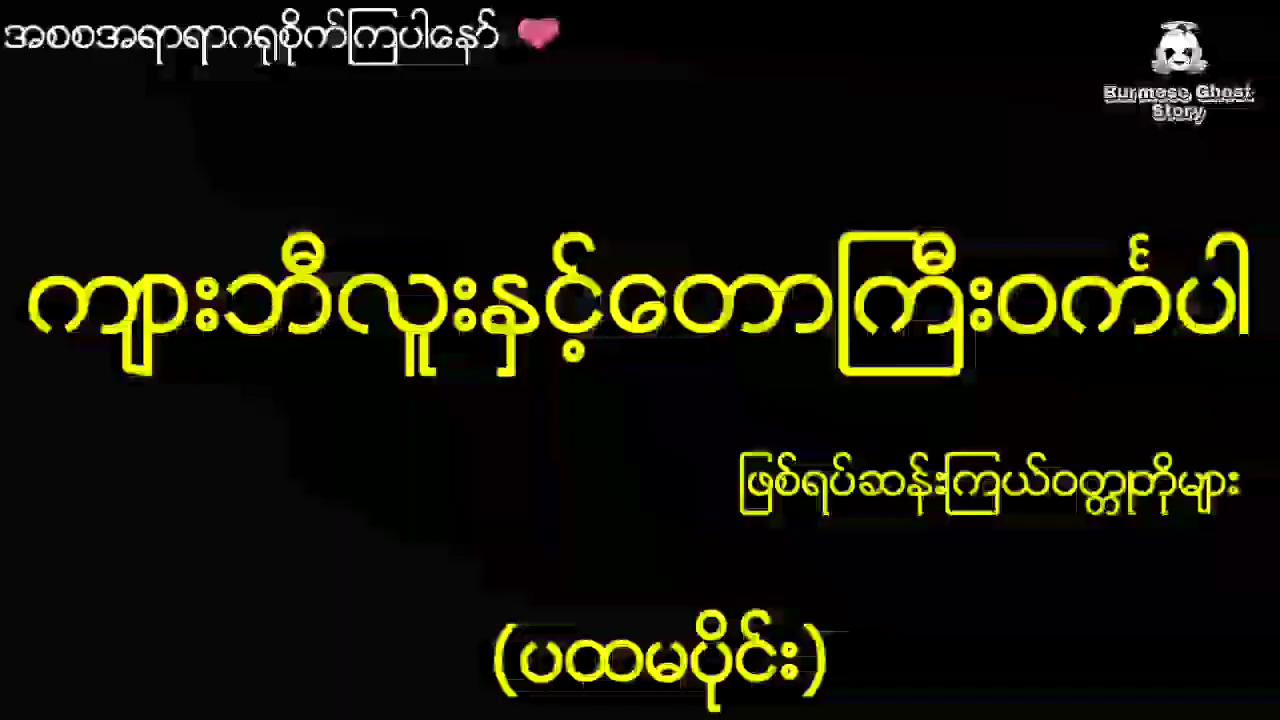 အစစအရာရာဂရုစိုက်ကြပါနော် ❤
Burmese Ghost
Story
ကျားဘီလူးနှင့်တောကြီးဝင်္ကပါ
ဖြစ်ရပ်ဆန်းကြယ်ဝတ္တုတိုများ
(ပထမပိုင်း)